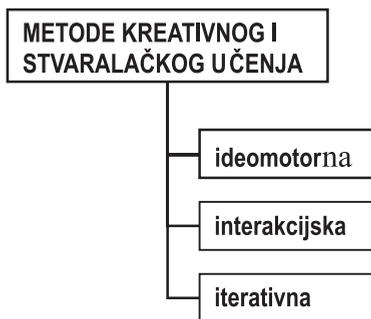 METODE KREATIVNOG I
STVARALAČKOG UČENJA
ideomotorna
interakcijska
iterativna